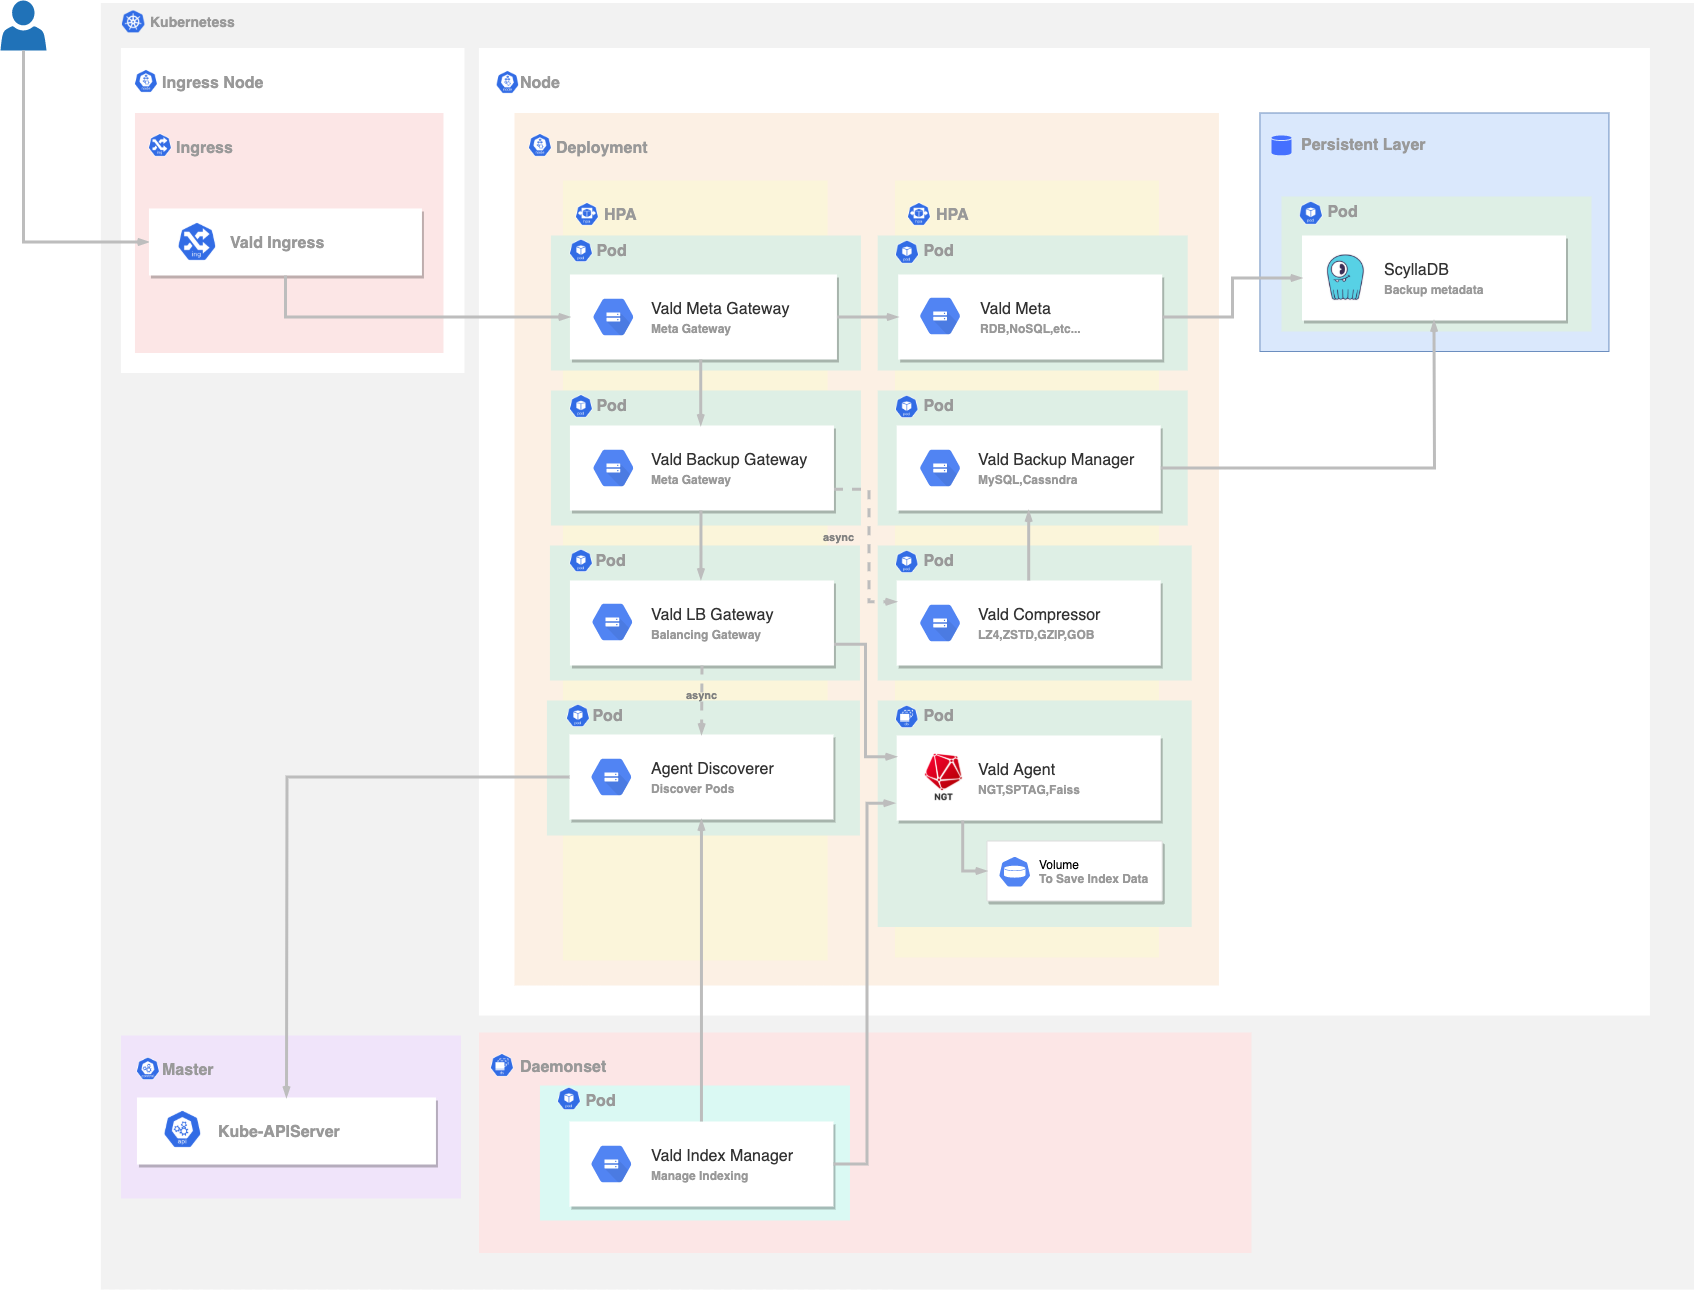 Kubernetess
Ingress Node
Ingress
Vald Ingress
Node
Deployment
HPA
Pod
Vald Meta Gateway
Meta Gateway
Pod
Vald Backup Gateway
Meta Gateway
async
Pod
Vald LB Gateway
Balancing Gateway
async
Pod
Agent Discoverer
Discover Pods
HPA
Pod
Vald Meta
RDB,NoSQL,etc...
Pod
Vald Backup Manager
MySQL,Cassndra
Pod
Vald Compressor
LZ4,ZSTD,GZIP,GOB
Pod
NGT
Vald Agent
NGT,SPTAG,Faiss
Volume
To Save Index Data
Persistent Layer
Pod
ScyllaDB
Backup metadata
Master
Kube-APIServer
Daemonset
Pod
Vald Index Manager
Manage Indexing